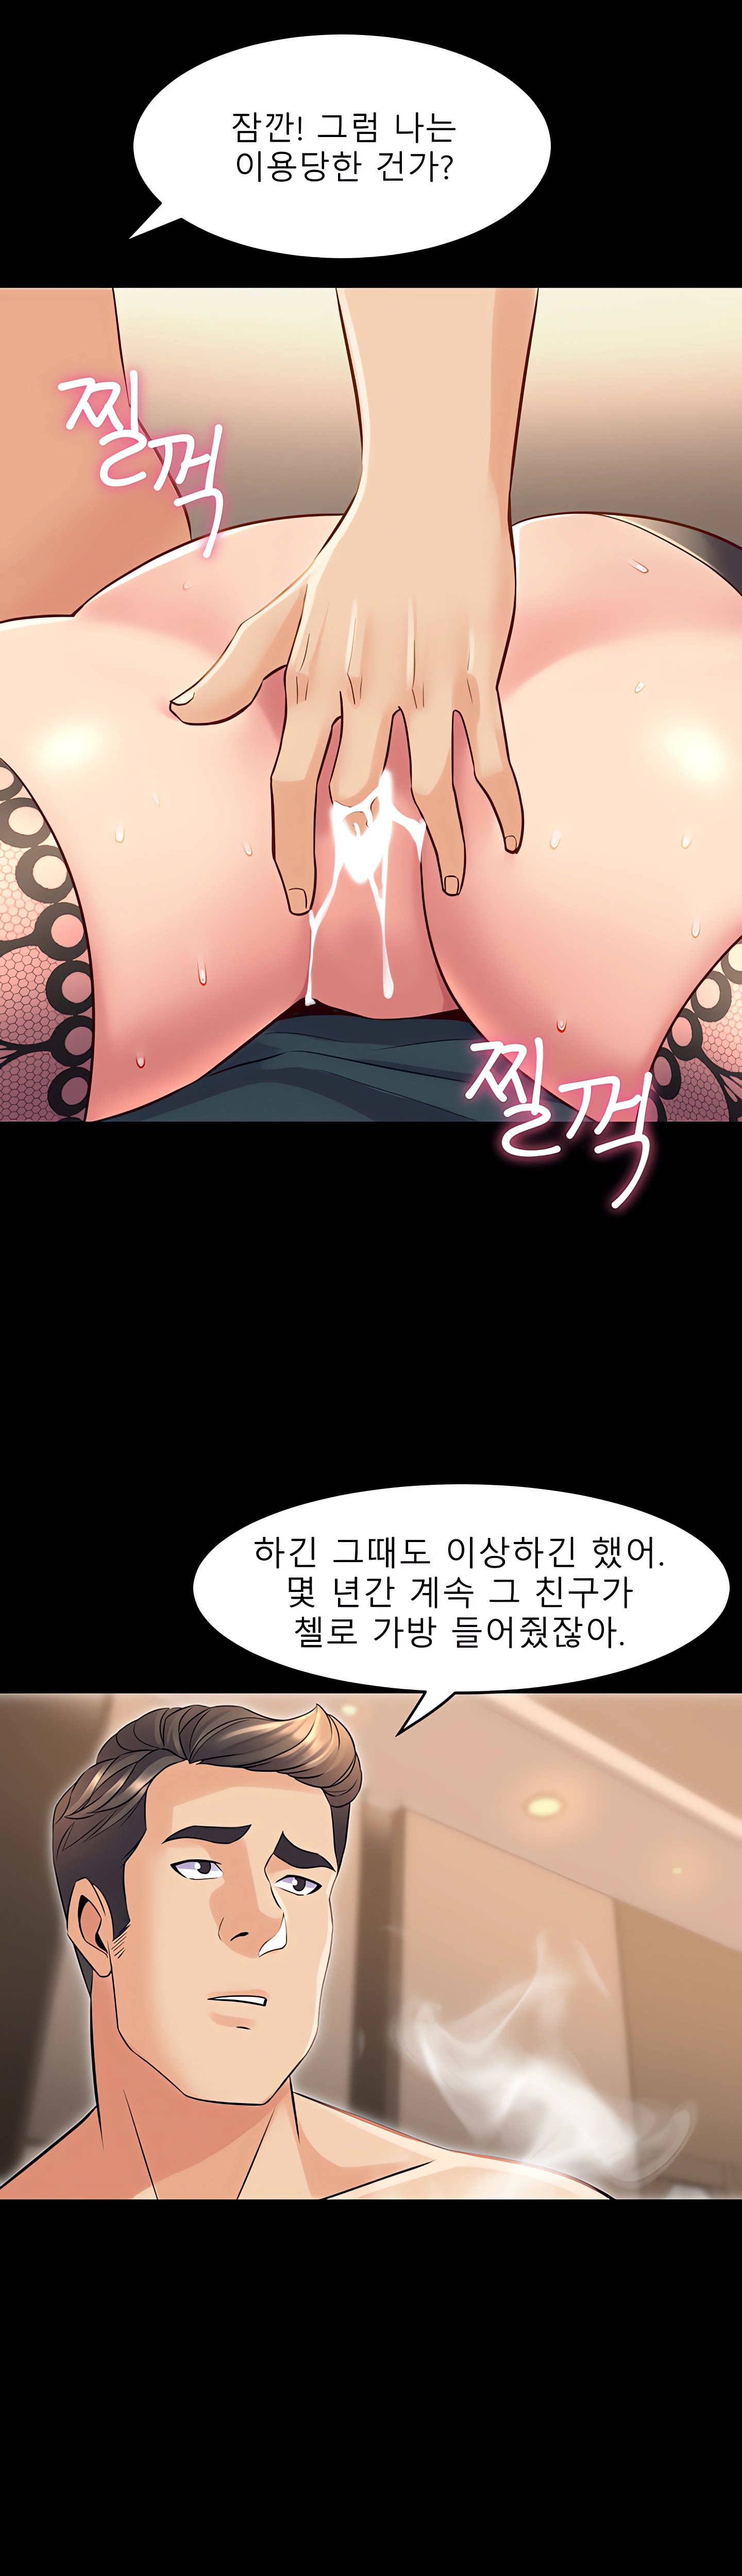 잠깐! 그럼 나는
이용당한 건가?
찔꺽
찔꺽
하긴 그때도 이상하긴 했어.
몇 년간 계속 그 친구가
첼로 가방 들어줬잖아.